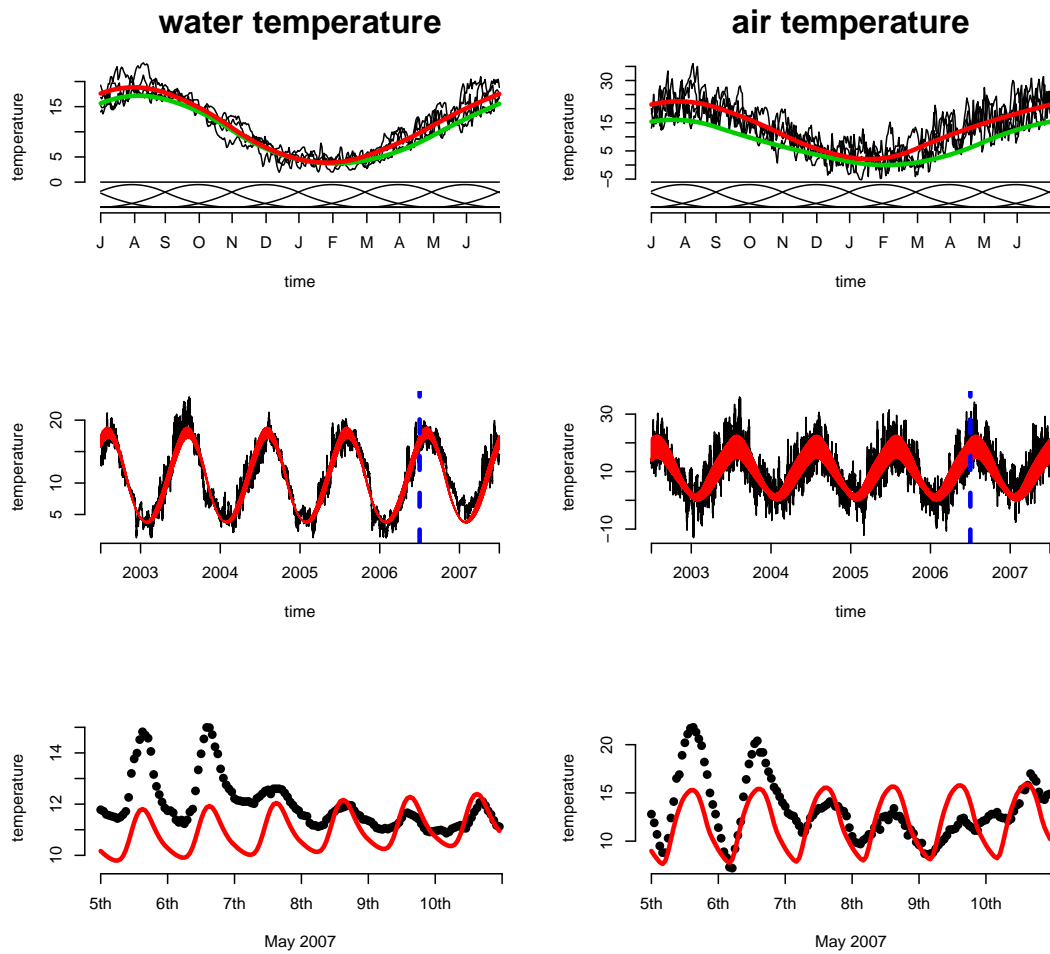 water temperature
air temperature
temperature
0 5 15
J A S O N D J F M A M J
time
temperature
−5 5 15 30
J A S O N D J F M A M J
time
temperature
5 10 20
2003 2004 2005 2006 2007
time
temperature
−10 10 30
2003 2004 2005 2006 2007
time
temperature
10 12 14
5th 6th 7th 8th 9th 10th
May 2007
temperature
10 15 20
5th 6th 7th 8th 9th 10th
May 2007